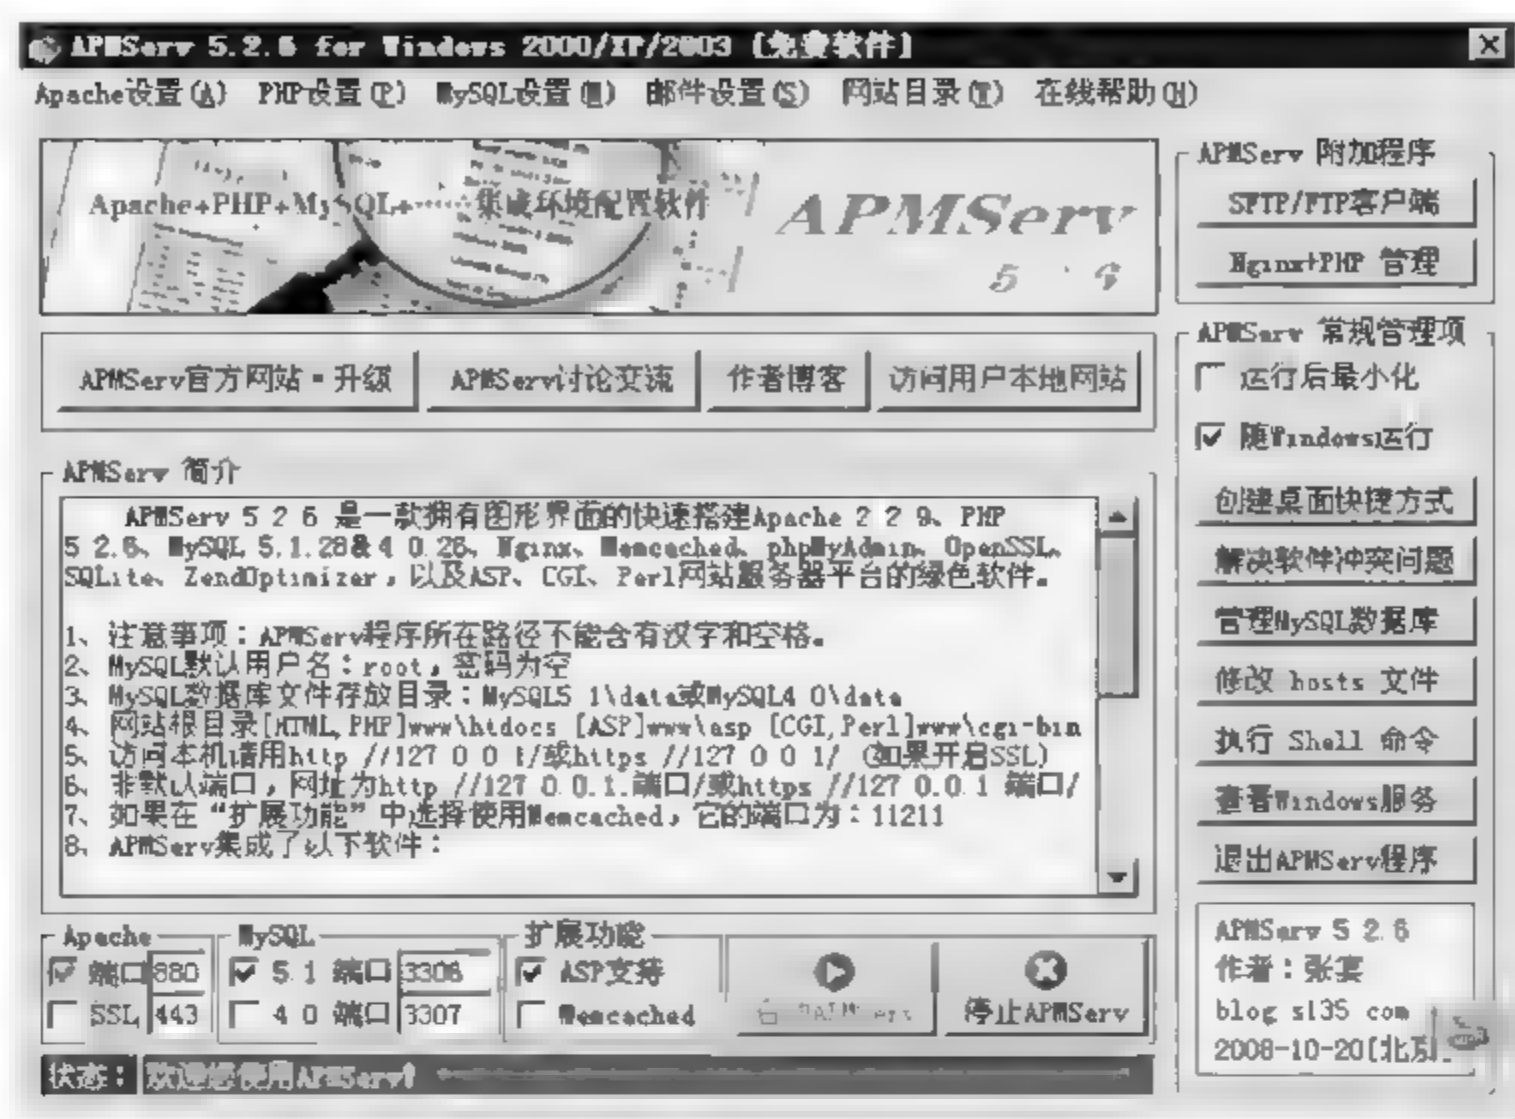 APMServ 5.2.6 for Windows 2000/XP/2003 [免费软件]
Apache设置(A) PHP设置(P) MySQL设置(M) 邮件设置(S) 网站目录(W) 在线帮助(H)
Apache+PHP+MySQL+……集成环境配置软件
APMServ
APMServ 附加程序
SFTP/FTP客户端
Nginx+PHP 管理
APMServ官方网站·升级 APMServ讨论交流 作者博客 访问用户本地网站
APMServ 常规管理项
运行后最小化
随Windows运行
创建桌面快捷方式
解决软件冲突问题
管理MySQL数据库
修改 hosts 文件
执行 Shell 命令
查看Windows服务
退出APMServ程序
APMServ 简介
APMServ 5 2 6 是一款拥有图形界面的快速搭建Apache 2 2 9、PHP
5 2.6、MySQL 5.1.28&4 0.26、Nginx、Memcached、phpMyAdmin、OpenSSL、
SQLite、ZendOptimizer，以及ASP、CGI、Perl网站服务器平台的绿色软件。
1、注意事项：APMServ程序所在路径不能含有汉字和空格。
2、MySQL默认用户名：root，密码为空
3、MySQL数据库文件存放目录：MySQL5 1\data或MySQL4 0\data
4、网站根目录[HTML,PHP]www\htdocs [ASP]www\asp [CGI,Perl]www\cgi-bin
5、访问本机请用http //127 0 0 1/或https //127 0 0 1/ (如果开启SSL)
6、非默认端口，网址为http //127 0.0.1.端口/或https //127 0.0 1 端口/
7、如果在“扩展功能”中选择使用Memcached，它的端口为：11211
8、APMServ集成了以下软件：
Apache MySQL 扩展功能
端口 880 5.1 端口 3306 ASP支持
SSL 443 4 0 端口 3307 Memcached
停止APMServ
APMServ 5 2.6
作者：张宴
blog s135 com
2008-10-20[北京]
状态： 欢迎您使用APMServ!